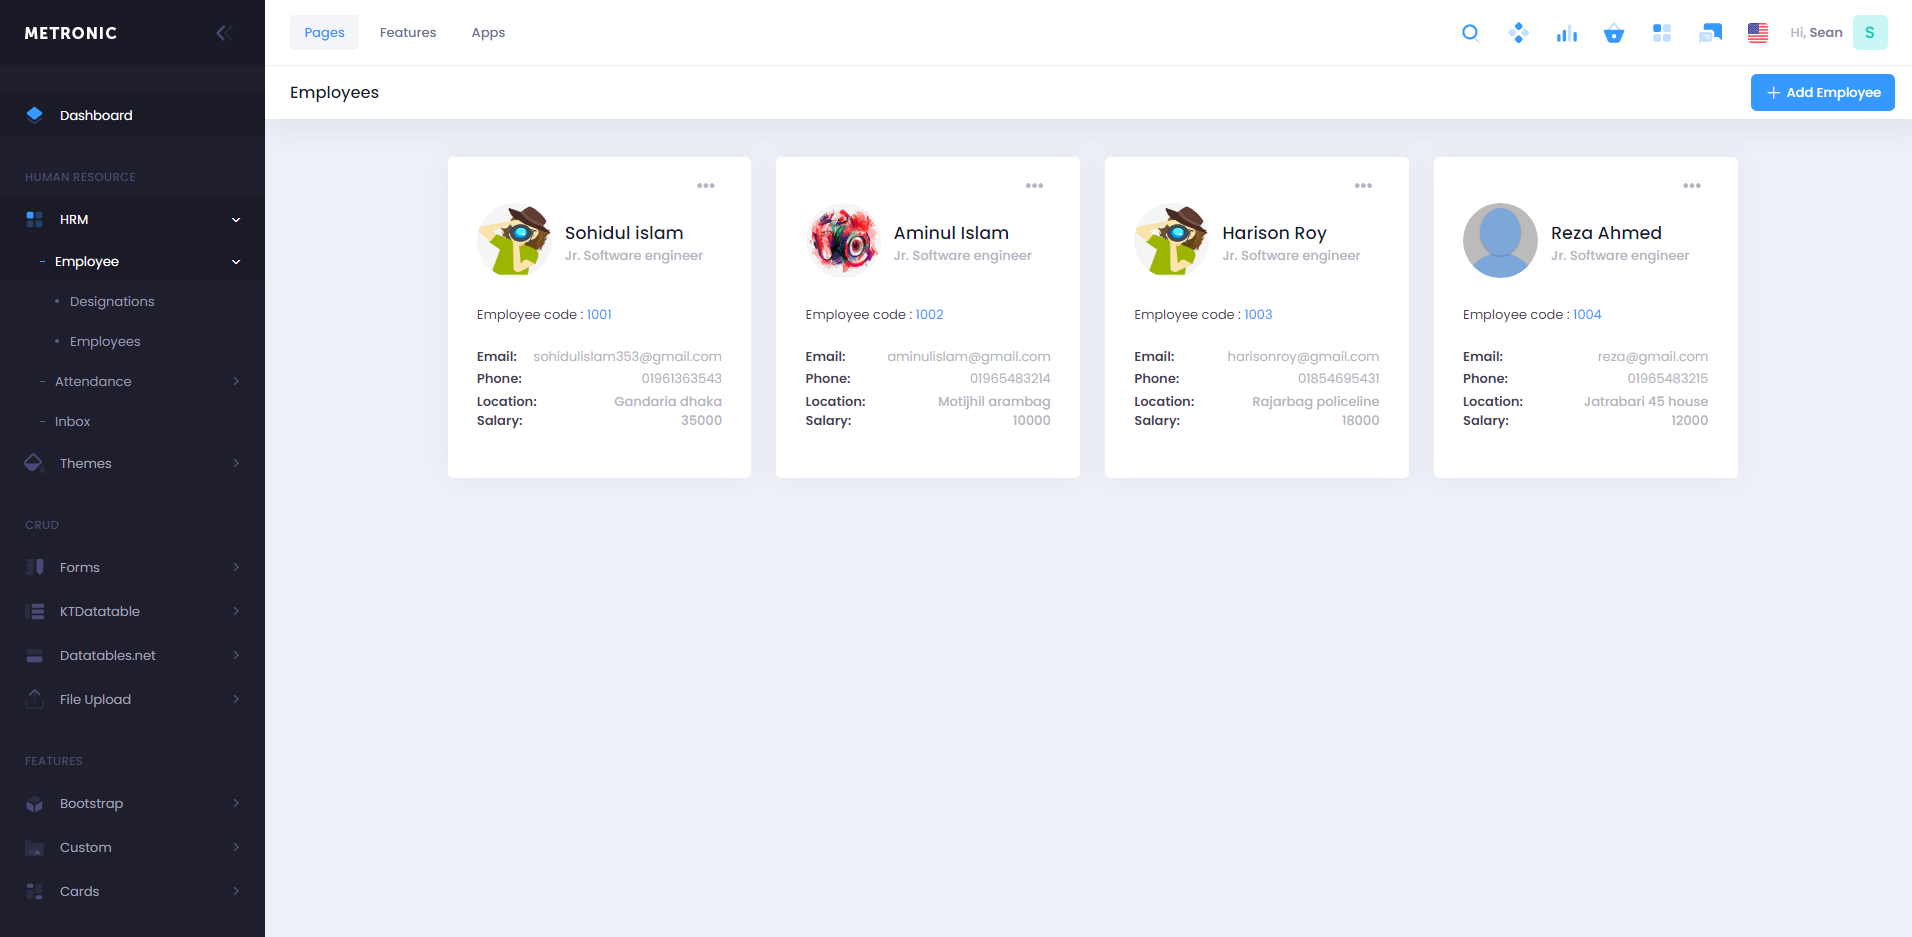 METRONIC
Pages Features Apps
Hi, Sean S
Employees
Add Employee
Dashboard
HUMAN RESOURCE
HRM
- Employee
Designations
Employees
- Attendance
- Inbox
Themes
CRUD
Forms
KTDatatable
Datatables.net
File Upload
FEATURES
Bootstrap
Custom
Cards
Sohidul islam
Jr. Software engineer
Employee code : 1001
Email: sohidulislam353@gmail.com
Phone: 01961363543
Location: Gandaria dhaka
Salary: 35000
Aminul Islam
Jr. Software engineer
Employee code : 1002
Email: aminulislam@gmail.com
Phone: 01965483214
Location: Motijhil arambag
Salary: 10000
Harison Roy
Jr. Software engineer
Employee code : 1003
Email: harisonroy@gmail.com
Phone: 01854695431
Location: Rajarbag policeline
Salary: 18000
Reza Ahmed
Jr. Software engineer
Employee code : 1004
Email: reza@gmail.com
Phone: 01965483215
Location: Jatrabari 45 house
Salary: 12000